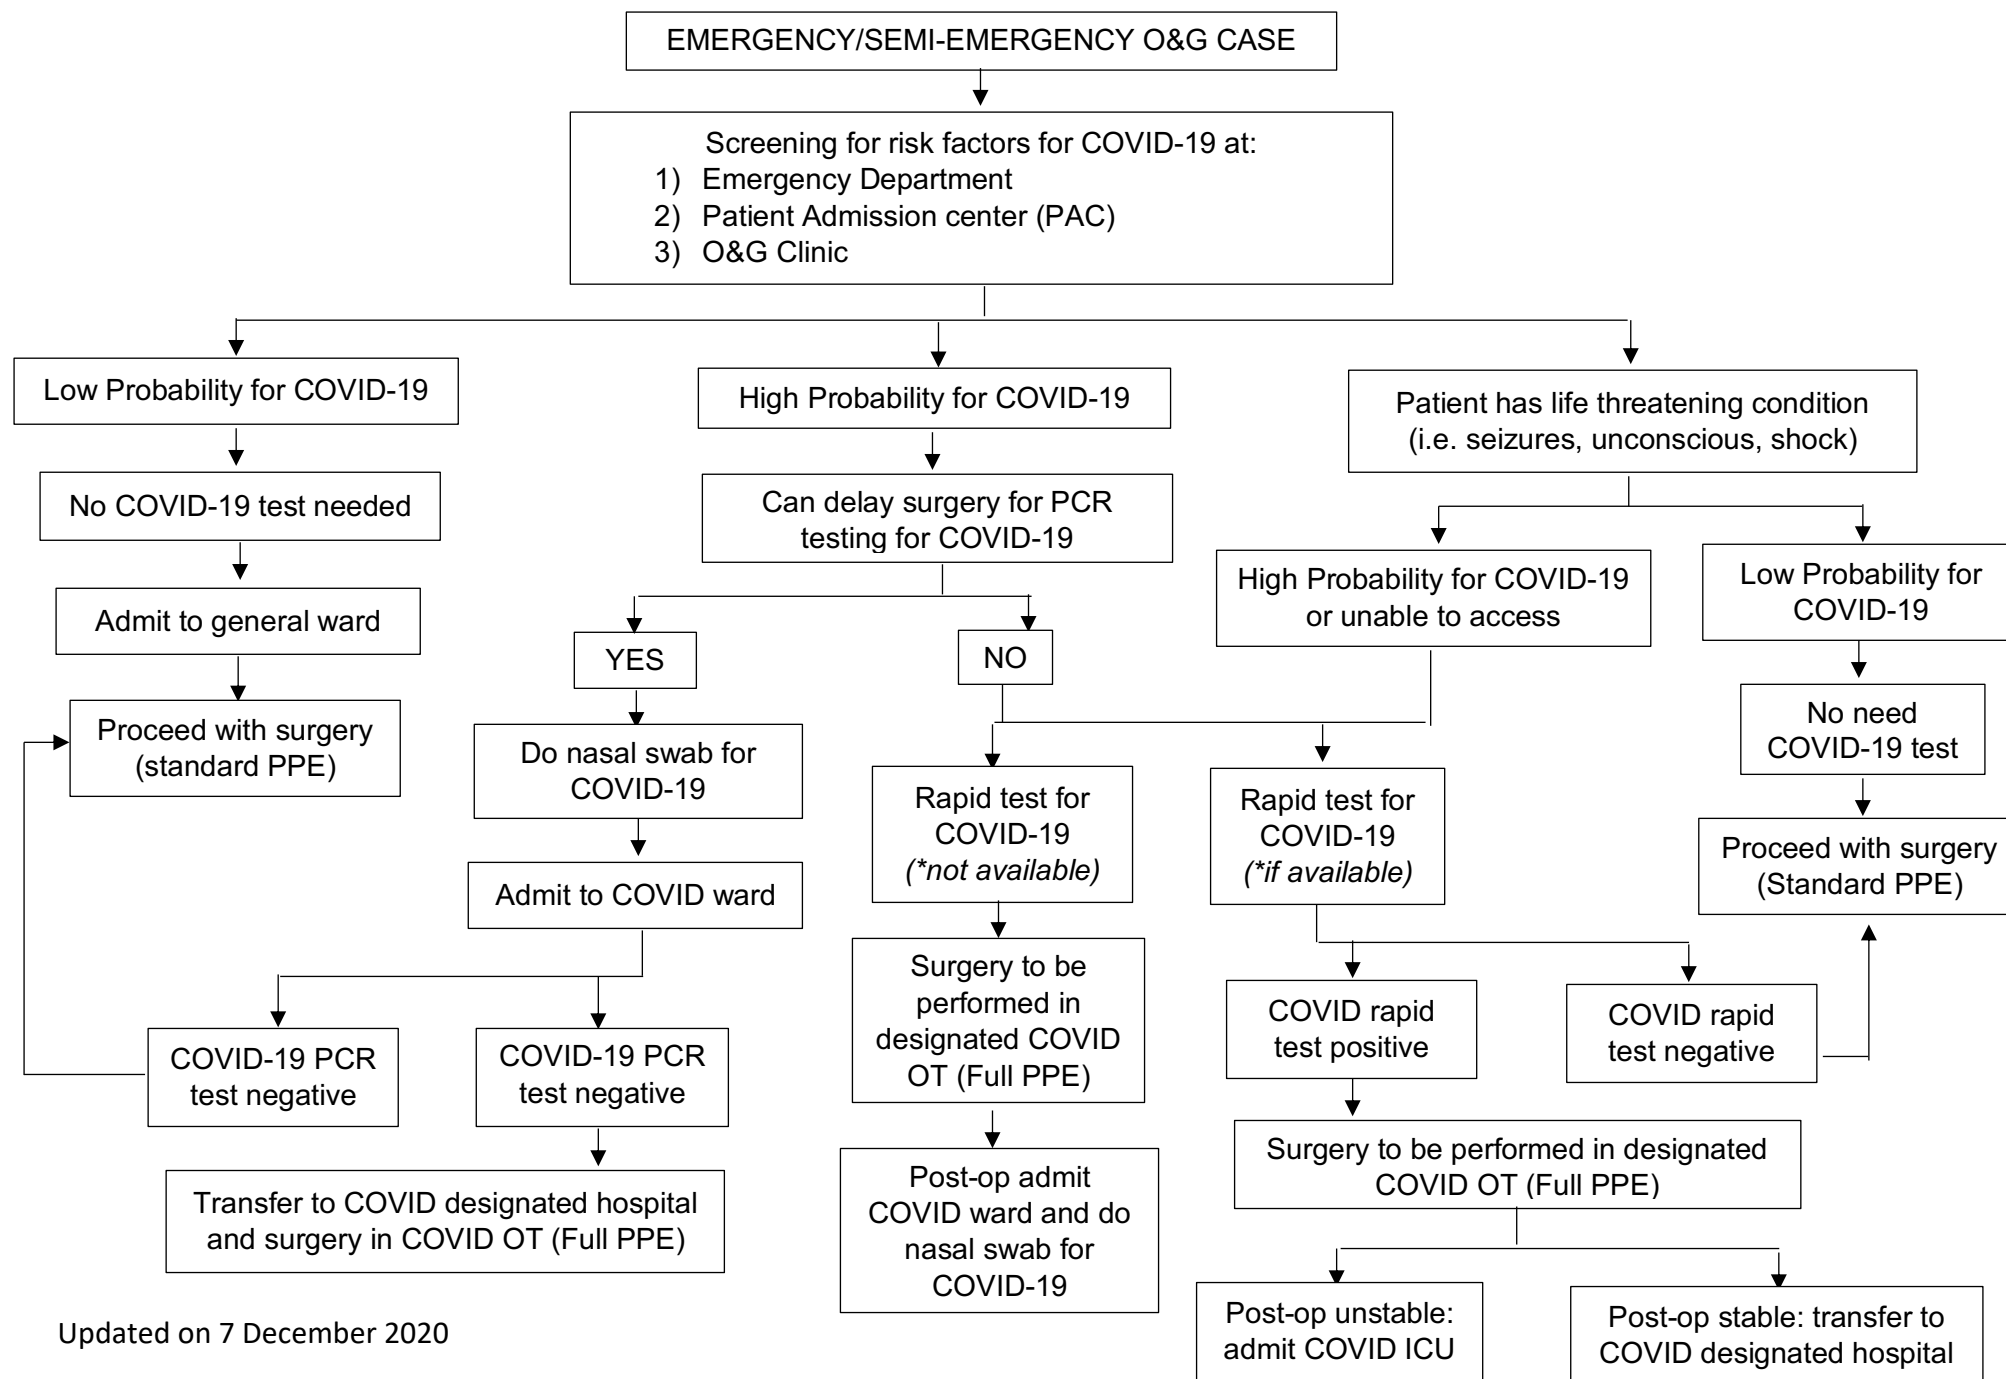 EMERGENCY/SEMI-EMERGENCY O&G CASE
Screening for risk factors for COVID-19 at:
1) Emergency Department
2) Patient Admission center (PAC)
3) O&G Clinic
Low Probability for COVID-19
No COVID-19 test needed
Admit to general ward
Proceed with surgery
(standard PPE)
High Probability for COVID-19
Can delay surgery for PCR
testing for COVID-19
YES
Do nasal swab for
COVID-19
Admit to COVID ward
COVID-19 PCR
test negative
COVID-19 PCR
test negative
Transfer to COVID designated hospital
and surgery in COVID OT (Full PPE)
NO
Rapid test for
COVID-19
(*not available)
Surgery to be
performed in
designated COVID
OT (Full PPE)
Post-op admit
COVID ward and do
nasal swab for
COVID-19
Patient has life threatening condition
(i.e. seizures, unconscious, shock)
High Probability for COVID-19
or unable to access
Rapid test for
COVID-19
(*if available)
COVID rapid
test positive
COVID rapid
test negative
Surgery to be performed in designated
COVID OT (Full PPE)
Post-op unstable:
admit COVID ICU
Post-op stable: transfer to
COVID designated hospital
Low Probability for
COVID-19
No need
COVID-19 test
Proceed with surgery
(Standard PPE)
Updated on 7 December 2020